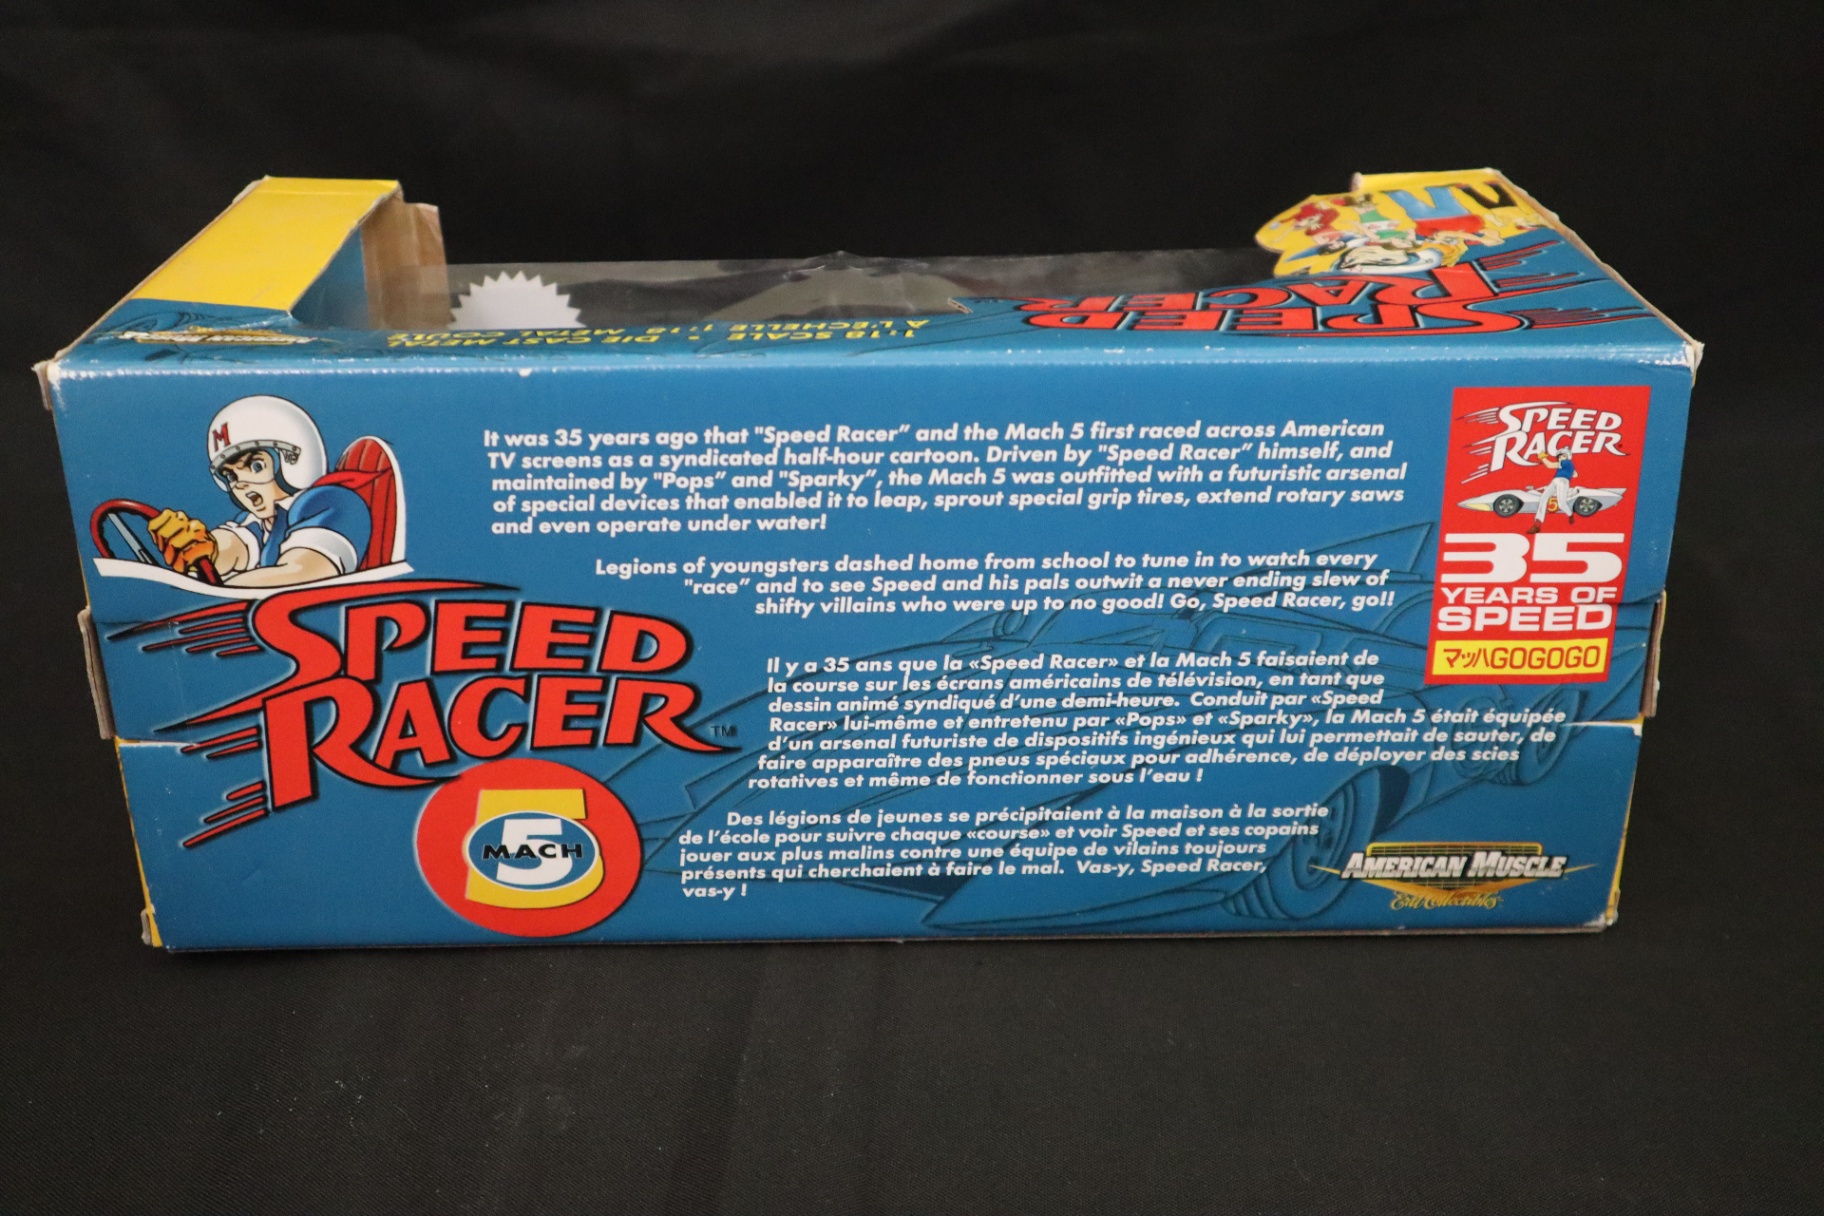 AMERICAN MUSCLE
1:18 SCALE • DIE CAST METAL
A L'ECHELLE 1:18 METAL COULÉ
SPEED
RACER
M
It was 35 years ago that "Speed Racer" and the Mach 5 first raced across American
TV screens as a syndicated half-hour cartoon. Driven by "Speed Racer" himself, and
maintained by "Pops" and "Sparky", the Mach 5 was outfitted with a futuristic arsenal
of special devices that enabled it to leap, sprout special grip tires, extend rotary saws
and even operate under water!
Legions of youngsters dashed home from school to tune in to watch every
"race" and to see Speed and his pals outwit a never ending slew of
shifty villains who were up to no good! Go, Speed Racer, go!!
SPEED
RACER
5
35
YEARS OF
SPEED
マッハGOGOGO
SPEED
RACER™
5
MACH
5
Il y a 35 ans que la «Speed Racer» et la Mach 5 faisaient de
la course sur les écrans américains de télévision, en tant que
dessin animé syndiqué d'une demi-heure. Conduit par «Speed
Racer» lui-même et entretenu par «Pops» et «Sparky», la Mach 5 était équipée
d'un arsenal futuriste de dispositifs ingénieux qui lui permettait de sauter, de
faire apparaître des pneus spéciaux pour adhérence, de déployer des scies
rotatives et même de fonctionner sous l'eau !
Des légions de jeunes se précipitaient à la maison à la sortie
de l'école pour suivre chaque «course» et voir Speed et ses copains
jouer aux plus malins contre une équipe de vilains toujours
présents qui cherchaient à faire le mal. Vas-y, Speed Racer,
vas-y !
AMERICAN MUSCLE
Ertl Collectibles